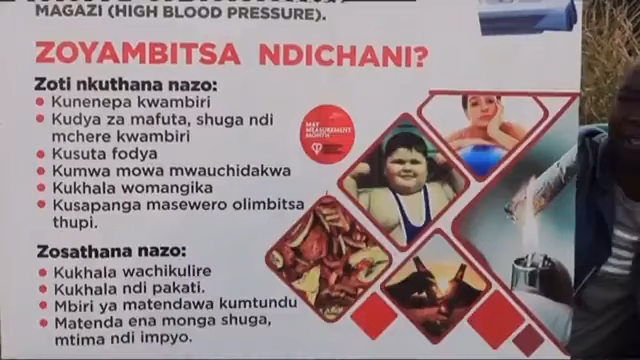 MAGAZI (HIGH BLOOD PRESSURE).
ZOYAMBITSA NDICHANI?
Zoti nkuthana nazo:
Kunenepa kwambiri
Kudya za mafuta, shuga ndi
mchere kwambiri
Kusuta fodya
Kumwa mowa mwauchidakwa
Kukhala womangika
Kusapanga masewero olimbitsa
thupi.
MAY
MEASUREMENT
MONTH
Zosathana nazo:
Kukhala wachikulire
Kukhala ndi pakati.
Mbiri ya matendawa kumtundu
Matenda ena monga shuga,
mtima ndi impyo.